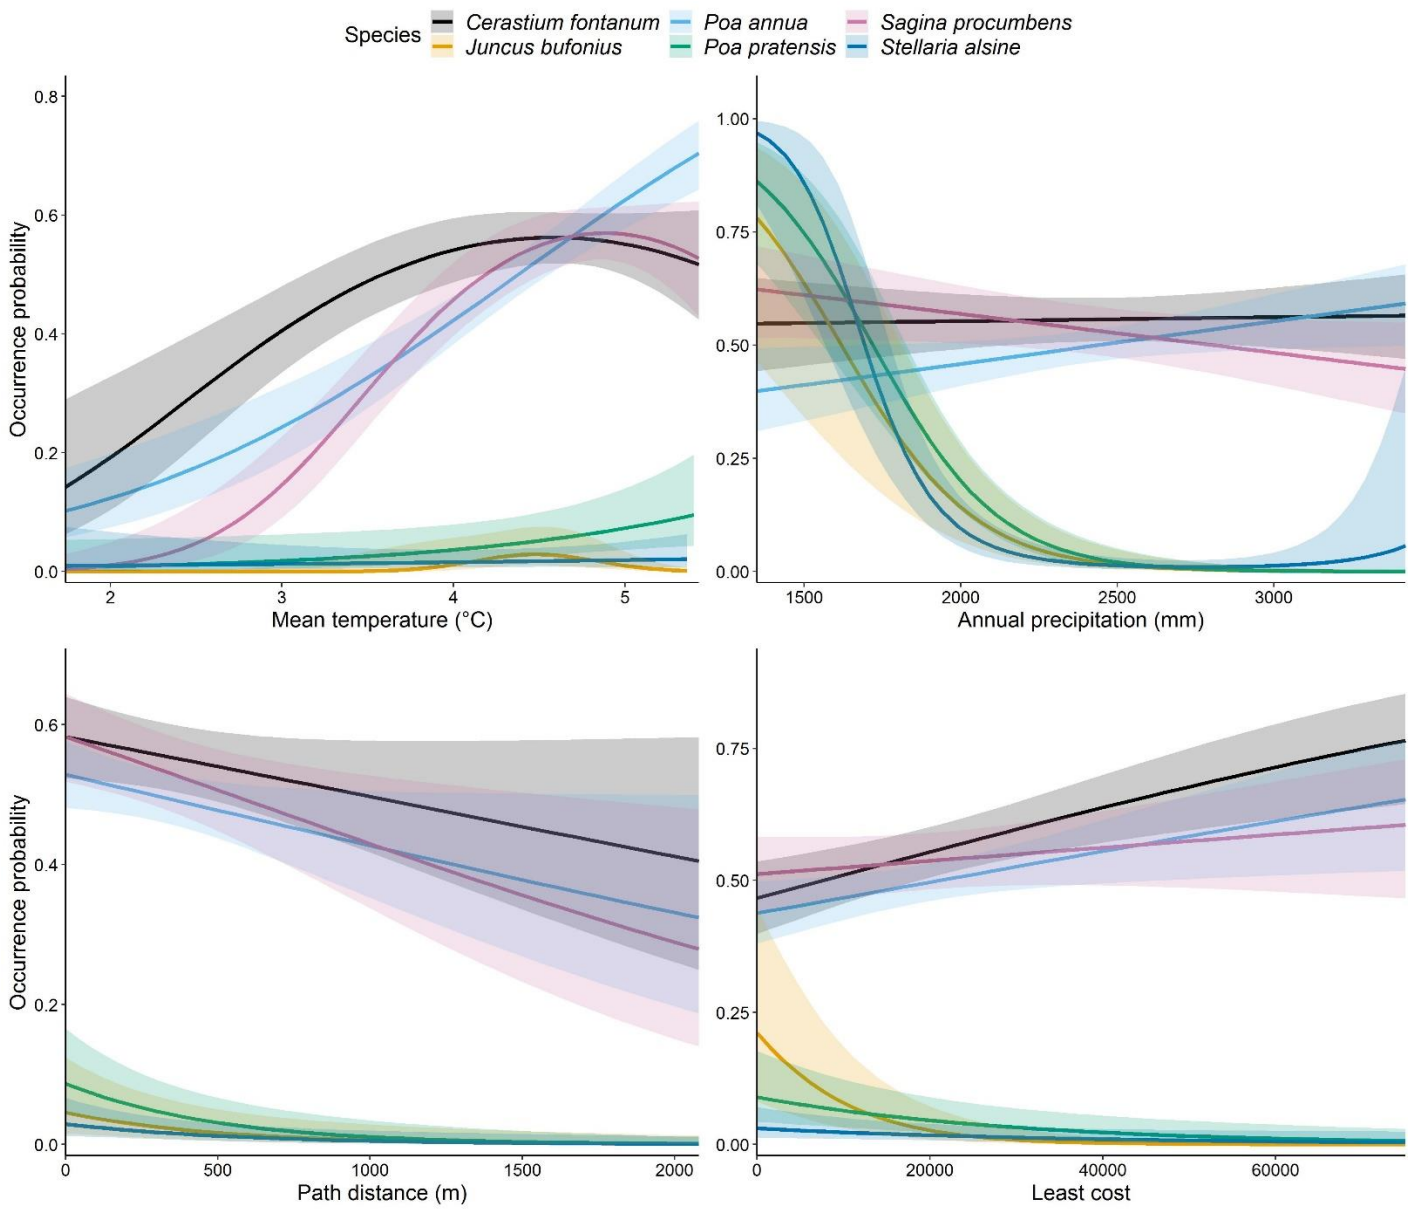 Species Cerastium fontanum Poa annua Sagina procumbens
Juncus bufonius Poa pratensis Stellaria alsine
Occurrence probability
0.8
0.6
0.4
0.2
0.0
2 3 4 5
Mean temperature (°C)
1.00
0.75
0.50
0.25
0.00
1500 2000 2500 3000
Annual precipitation (mm)
Occurrence probability
0.6
0.4
0.2
0.0
0 500 1000 1500 2000
Path distance (m)
0.75
0.50
0.25
0.00
0 20000 40000 60000
Least cost